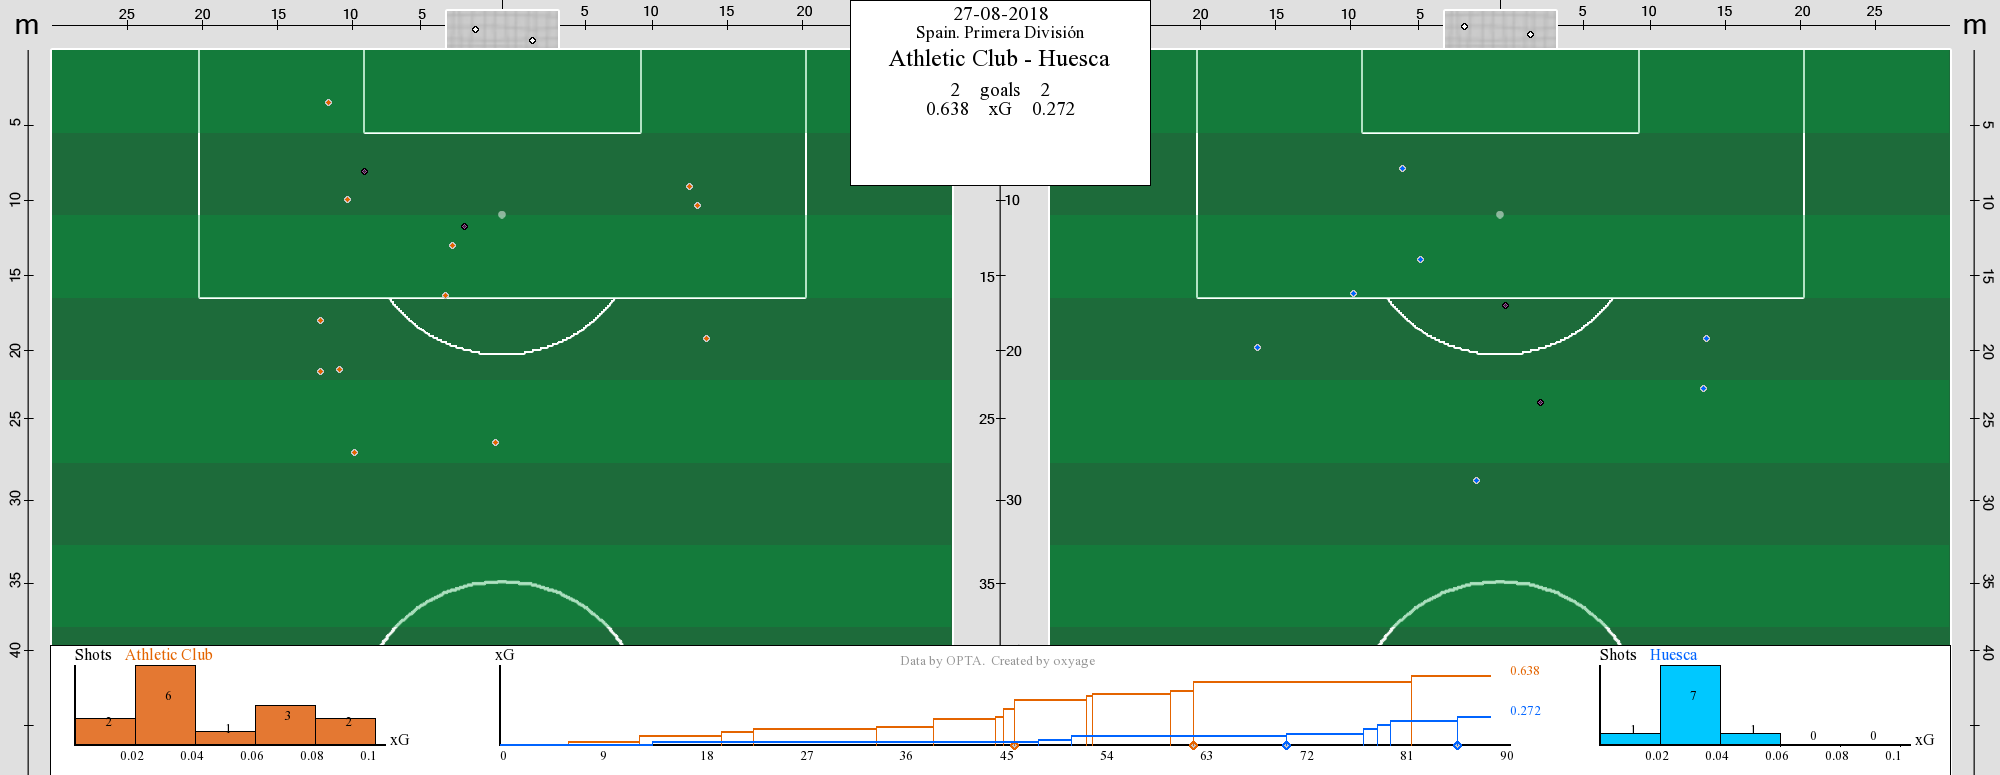 m 25 20 15 10 5 5 10 15 20
27-08-2018
Spain. Primera División
Athletic Club - Huesca
2 goals 2
0.638 xG 0.272
20 15 10 5 5 10 15 20 25 m
5
10
15
20
25
30
35
40
10
15
20
25
30
35
5
10
15
20
25
30
35
40
Shots Athletic Club
2 6 1 3 2
xG
0.02 0.04 0.06 0.08 0.1
xG
Data by OPTA. Created by oxyage
0.638
0.272
9 18 27 36 45 54 63 72 81 90
Shots Huesca
1 7 1 0 0
xG
0.02 0.04 0.06 0.08 0.1